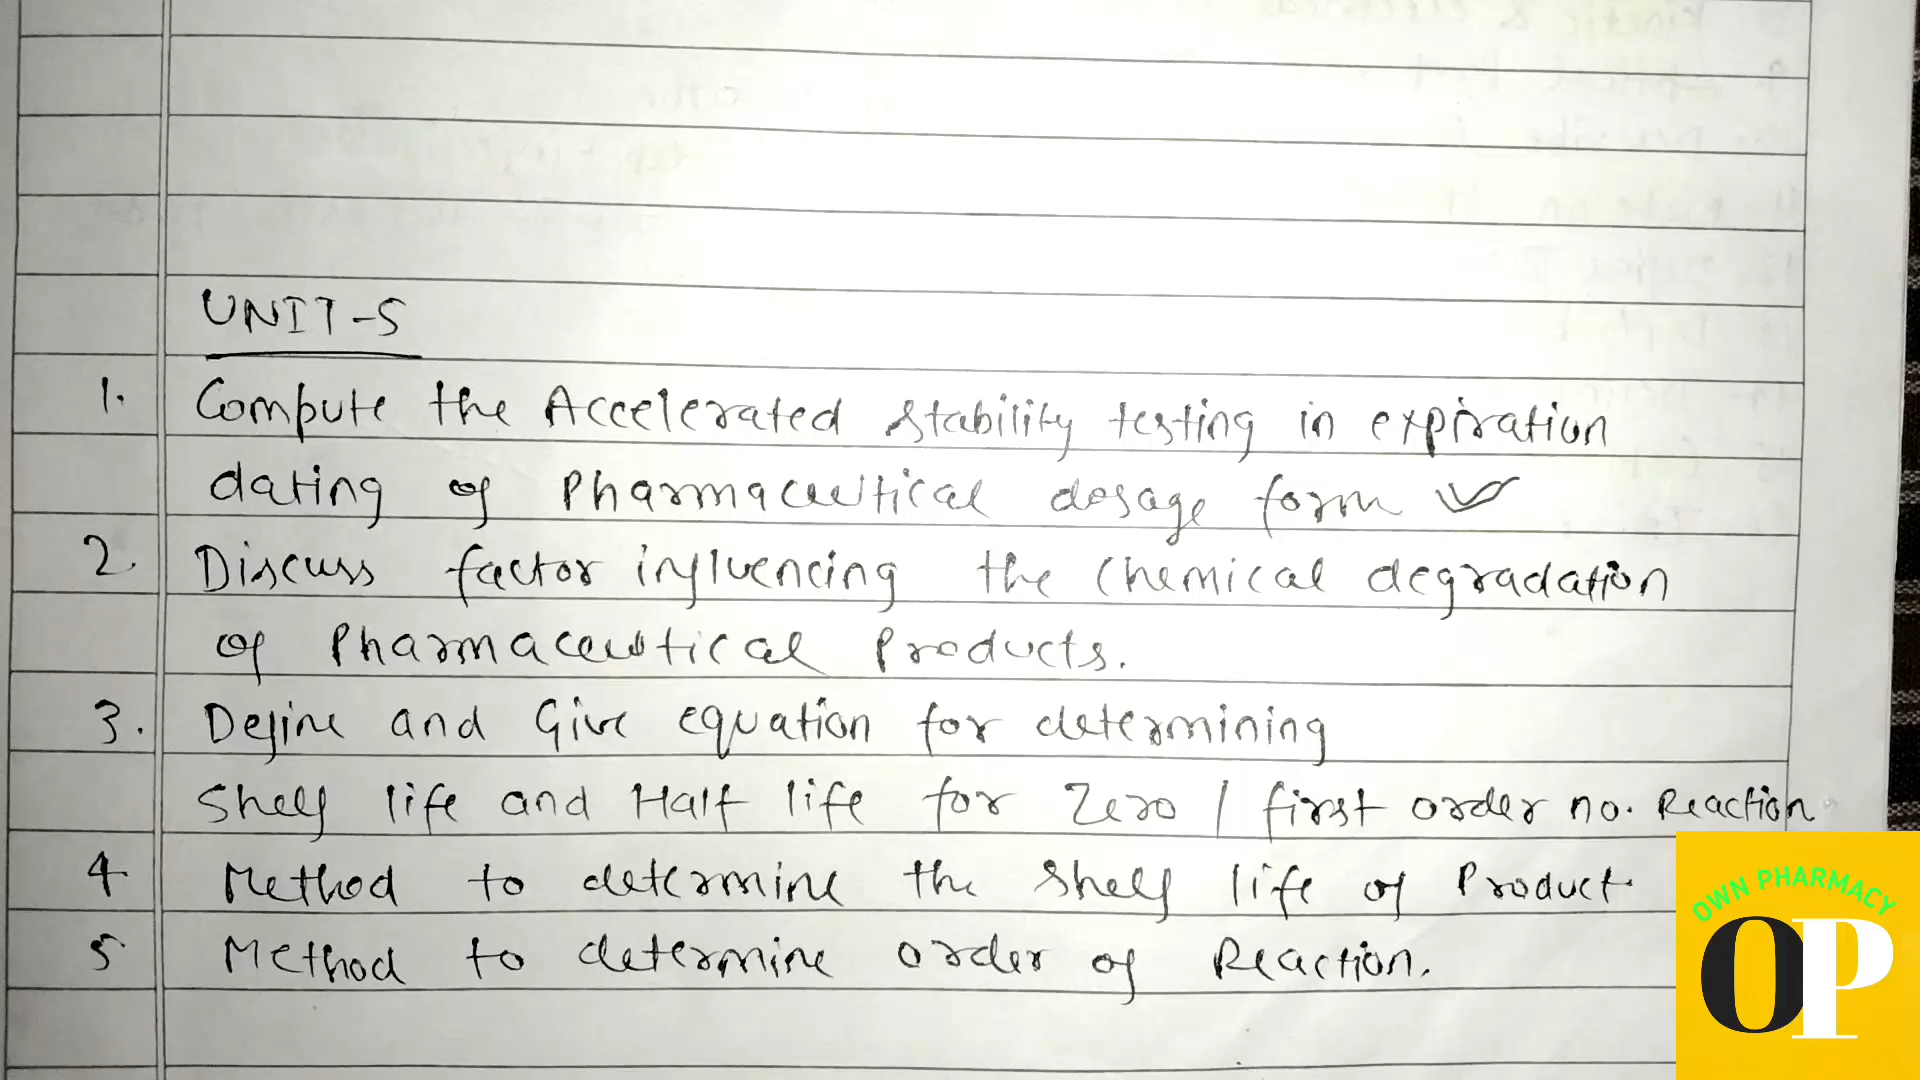 UNIT-5
1. Compute the Accelerated stability testing in expiration
dating of Pharmaceutical dosage form
2. Discuss factor influencing the chemical degradation
of Pharmaceutical Products.
3. Define and Give equation for determining
Shelf life and Half life for Zero / first order no. Reaction
4 Method to determine the shelf life of Product.
5 Method to determine order of Reaction.
OWN PHARMACY
OP